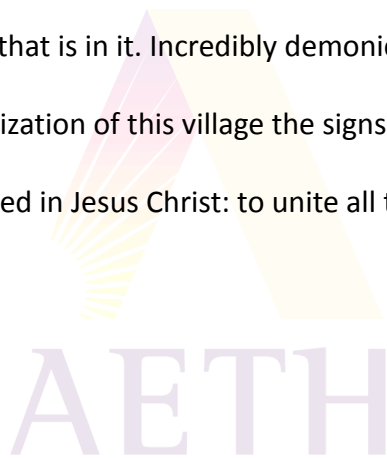 that is in it. Incredibly demonic
ization of this village the signs
ed in Jesus Christ: to unite all t
AETH